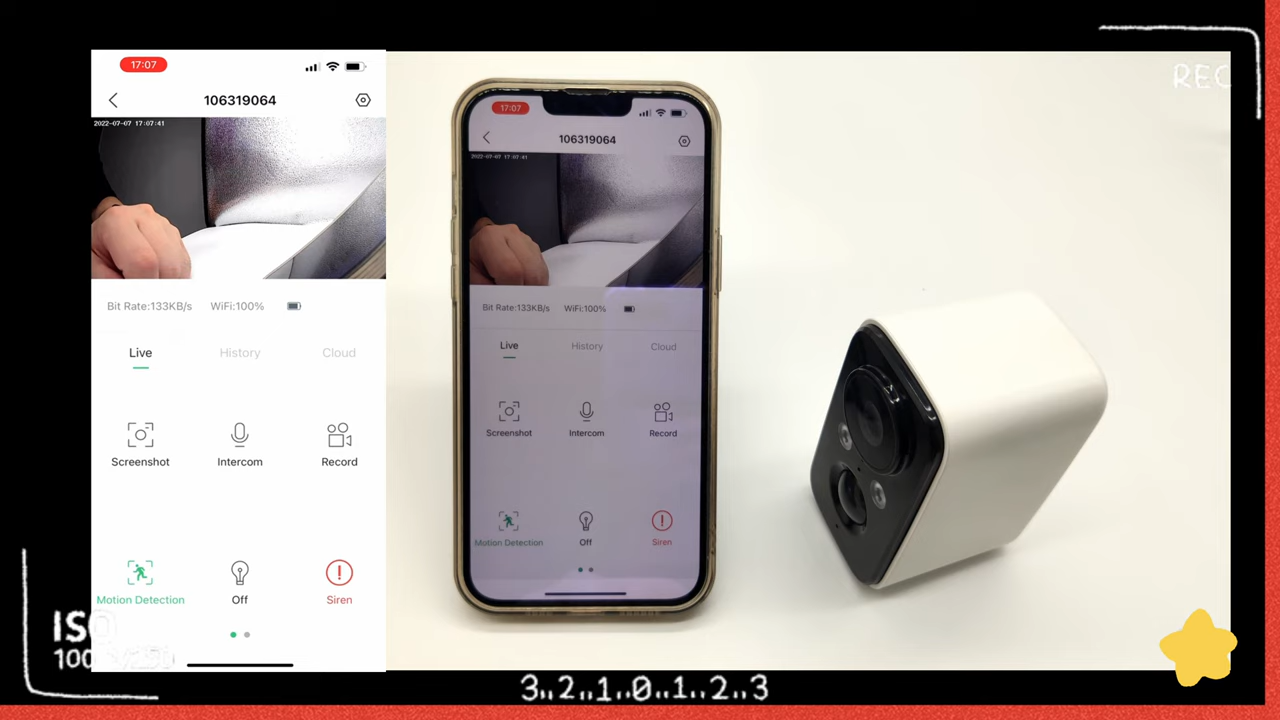 17:07
106319064
2022-07-07 17:07:41
Bit Rate:133KB/s WiFi:100%
Live History Cloud
Screenshot Intercom Record
Motion Detection Off Siren
17:07
106319064
2022-07-07 17:07:41
Bit Rate:133KB/s WiFi:100%
Live History Cloud
Screenshot Intercom Record
Motion Detection Off Siren
REC
ISO
3..2..1..0..1..2..3